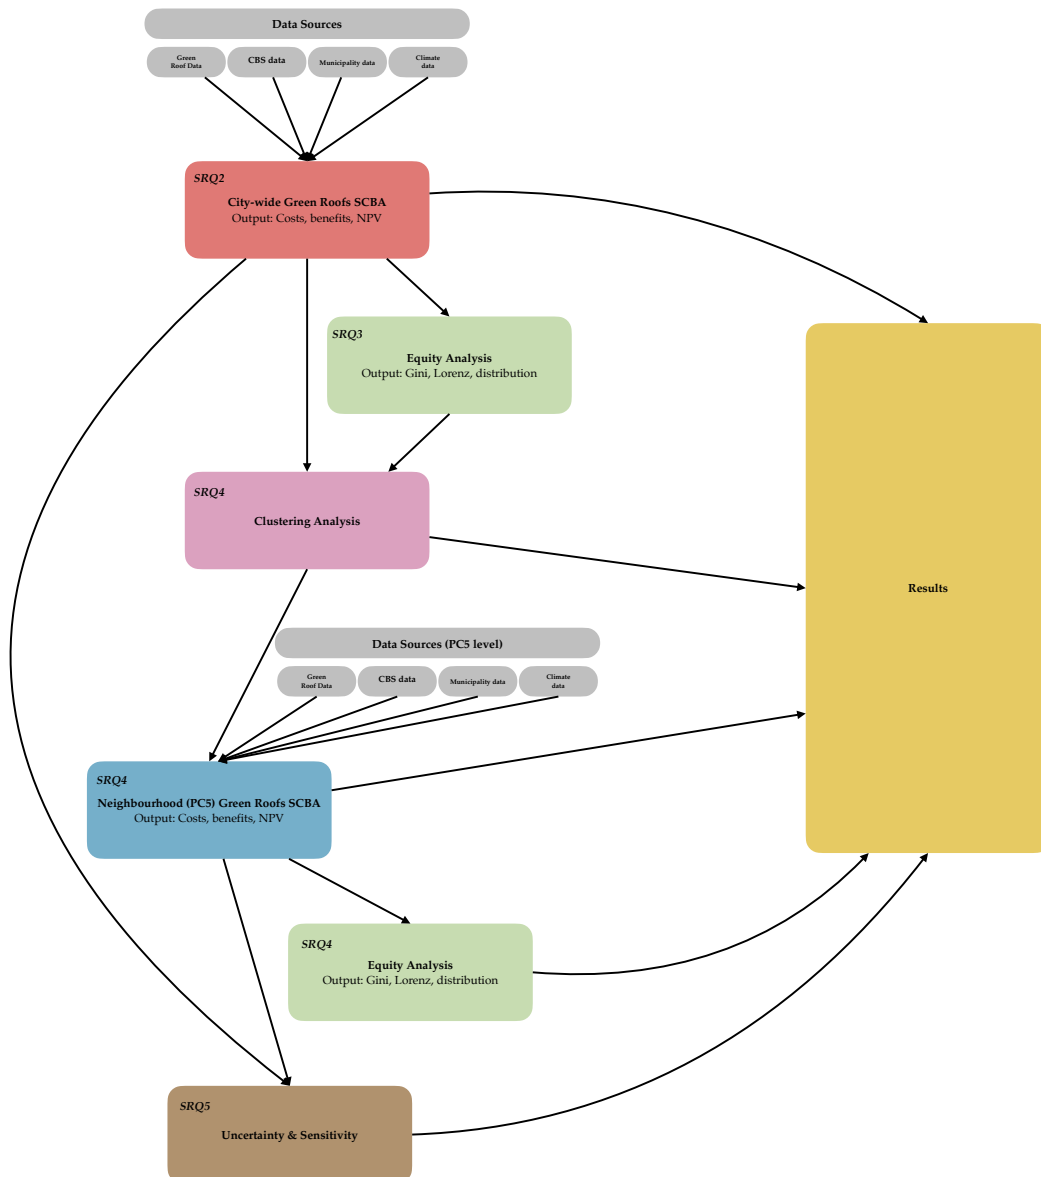 Data Sources
Green
Roof Data
CBS data
Municipality data
Climate
data
SRQ2
City-wide Green Roofs SCBA
Output: Costs, benefits, NPV
SRQ3
Equity Analysis
Output: Gini, Lorenz, distribution
SRQ4
Clustering Analysis
Results
Data Sources (PC5 level)
Green
Roof Data
CBS data
Municipality data
Climate
data
SRQ4
Neighbourhood (PC5) Green Roofs SCBA
Output: Costs, benefits, NPV
SRQ4
Equity Analysis
Output: Gini, Lorenz, distribution
SRQ5
Uncertainty & Sensitivity